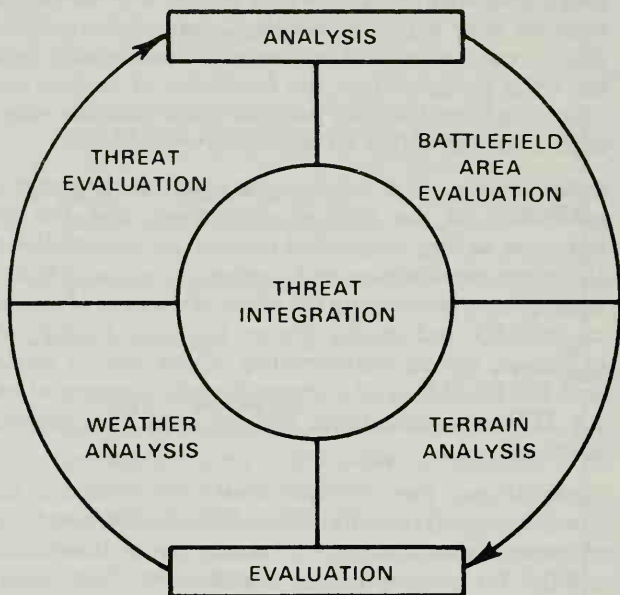 ANALYSIS
THREAT
EVALUATION
BATTLEFIELD
AREA
EVALUATION
THREAT
INTEGRATION
WEATHER
ANALYSIS
TERRAIN
ANALYSIS
EVALUATION